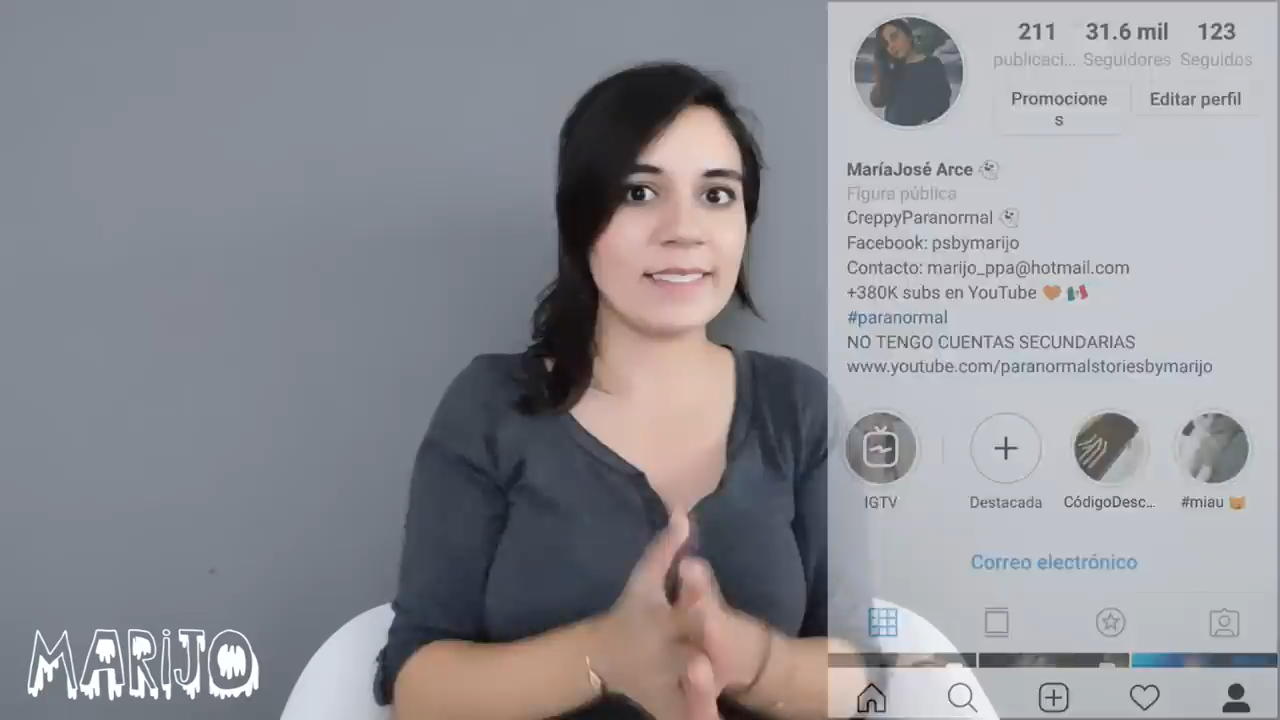 211 31.6 mil 123
publicaci... Seguidores Seguidos
Promocione
s
Editar perfil
MaríaJosé Arce 👻
Figura pública
CreppyParanormal 👻
Facebook: psbymarijo
Contacto: marijo_ppa@hotmail.com
+380K subs en YouTube 🧡 🇲🇽
#paranormal
NO TENGO CUENTAS SECUNDARIAS
www.youtube.com/paranormalstoriesbymarijo
IGTV Destacada CódigoDesc... #miau 🐱
Correo electrónico
MARiJO